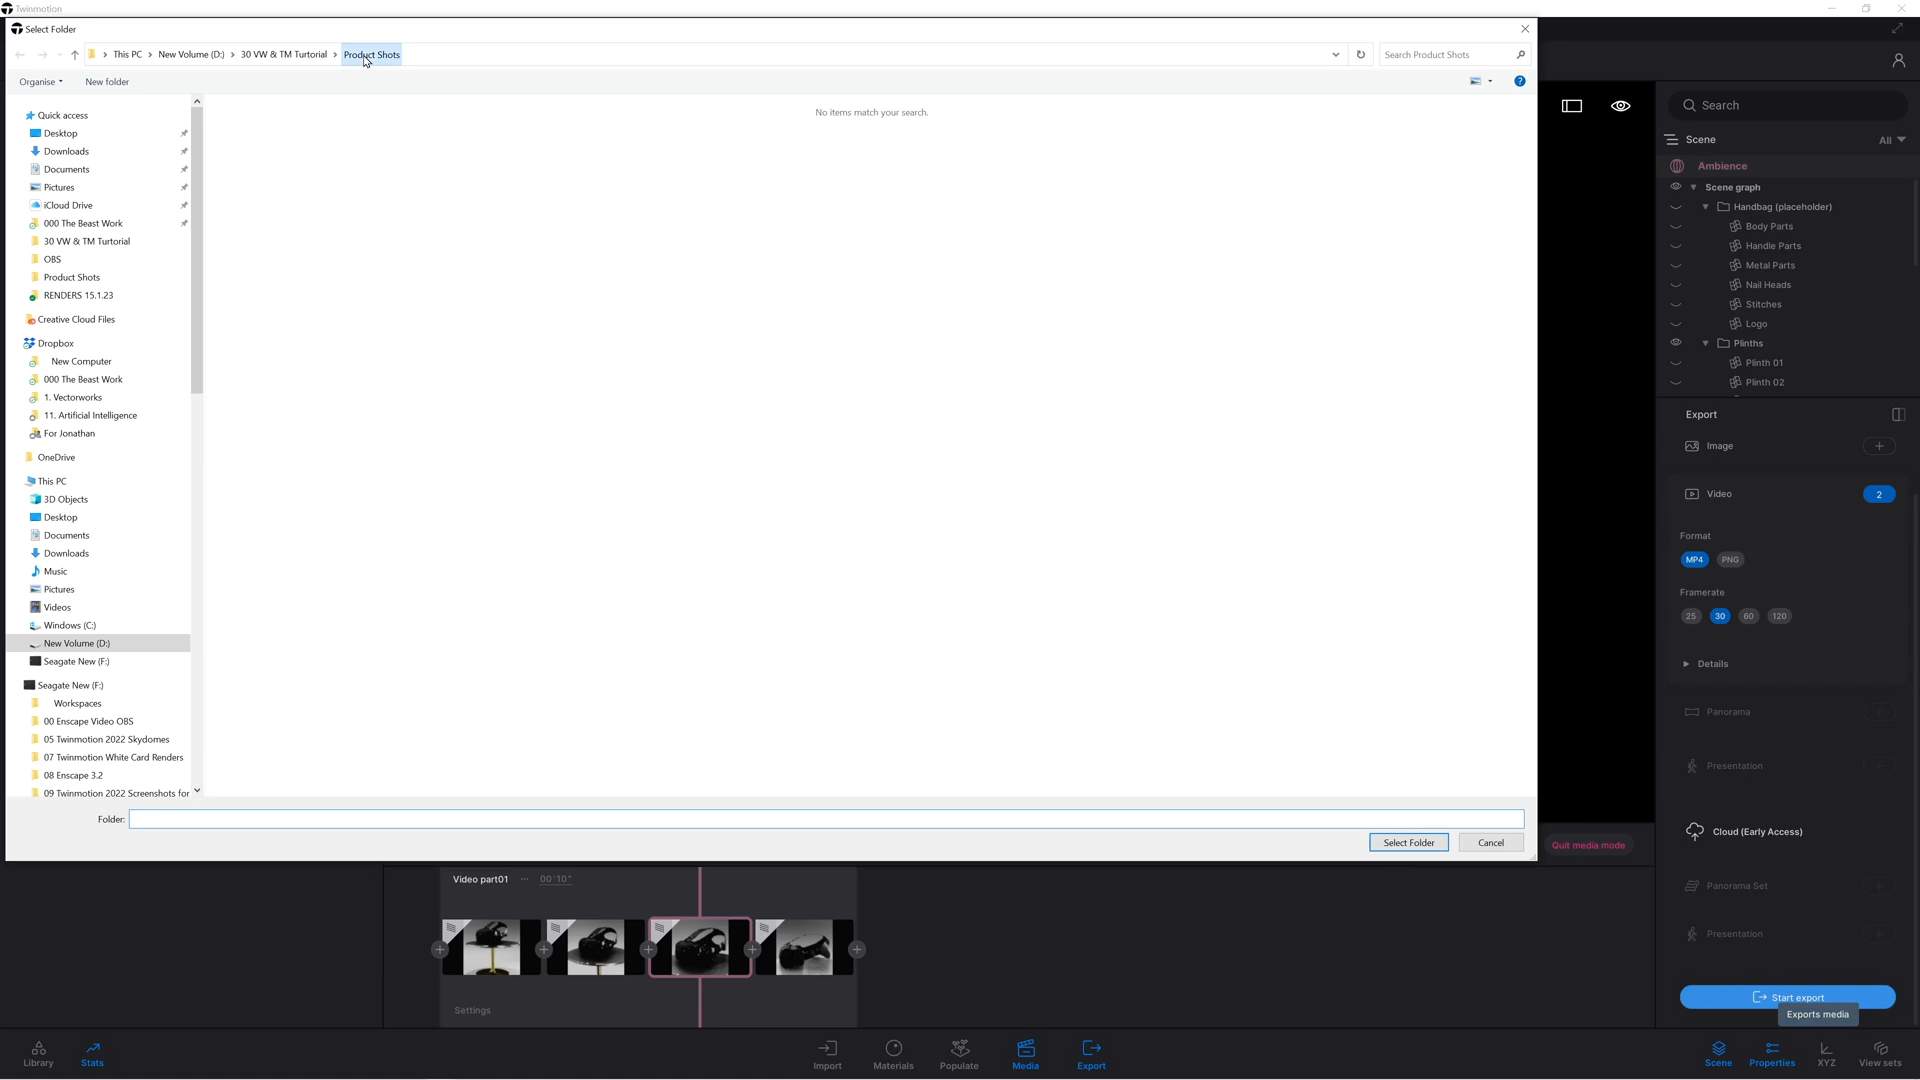 Twinmotion
Select Folder
This PC > New Volume (D:) > 30 VW & TM Turtorial > Product Shots
Search Product Shots
Organise
New folder
No items match your search.
Quick access
Desktop
Downloads
Documents
Pictures
iCloud Drive
000 The Beast Work
30 VW & TM Turtorial
OBS
Product Shots
RENDERS 15.1.23
Creative Cloud Files
Dropbox
New Computer
000 The Beast Work
1. Vectorworks
11. Artificial Intelligence
For Jonathan
OneDrive
This PC
3D Objects
Desktop
Documents
Downloads
Music
Pictures
Videos
Windows (C:)
New Volume (D:)
Seagate New (F:)
Seagate New (F:)
Workspaces
00 Enscape Video OBS
05 Twinmotion 2022 Skydomes
07 Twinmotion White Card Renders
08 Enscape 3.2
09 Twinmotion 2022 Screenshots for
Folder:
Select Folder
Cancel
Search
Scene
All
Ambience
Scene graph
Handbag (placeholder)
Body Parts
Handle Parts
Metal Parts
Nail Heads
Stitches
Logo
Plinths
Plinth 01
Plinth 02
Export
Image
Video
2
Format
MP4 PNG
Framerate
25 30 60 120
Details
Panorama
Presentation
Cloud (Early Access)
Panorama Set
Presentation
Start export
Exports media
Quit media mode
Video part01 ... 00'10"
Settings
Library
Stats
Import
Materials
Populate
Media
Export
Scene
Properties
XYZ
View sets